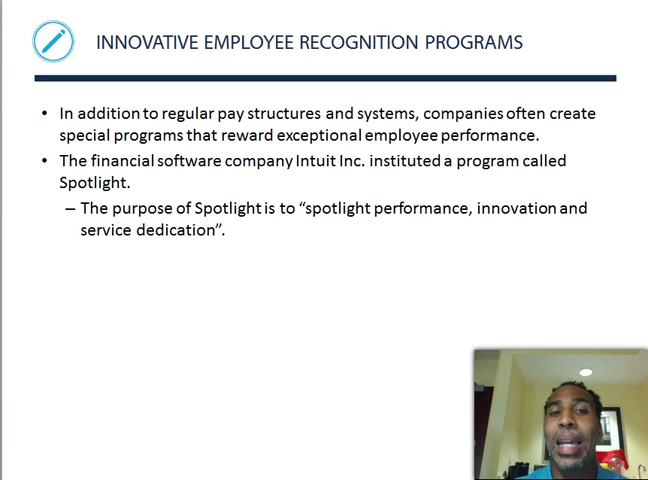 INNOVATIVE EMPLOYEE RECOGNITION PROGRAMS
• In addition to regular pay structures and systems, companies often create
special programs that reward exceptional employee performance.
• The financial software company Intuit Inc. instituted a program called
Spotlight.
– The purpose of Spotlight is to “spotlight performance, innovation and
service dedication”.